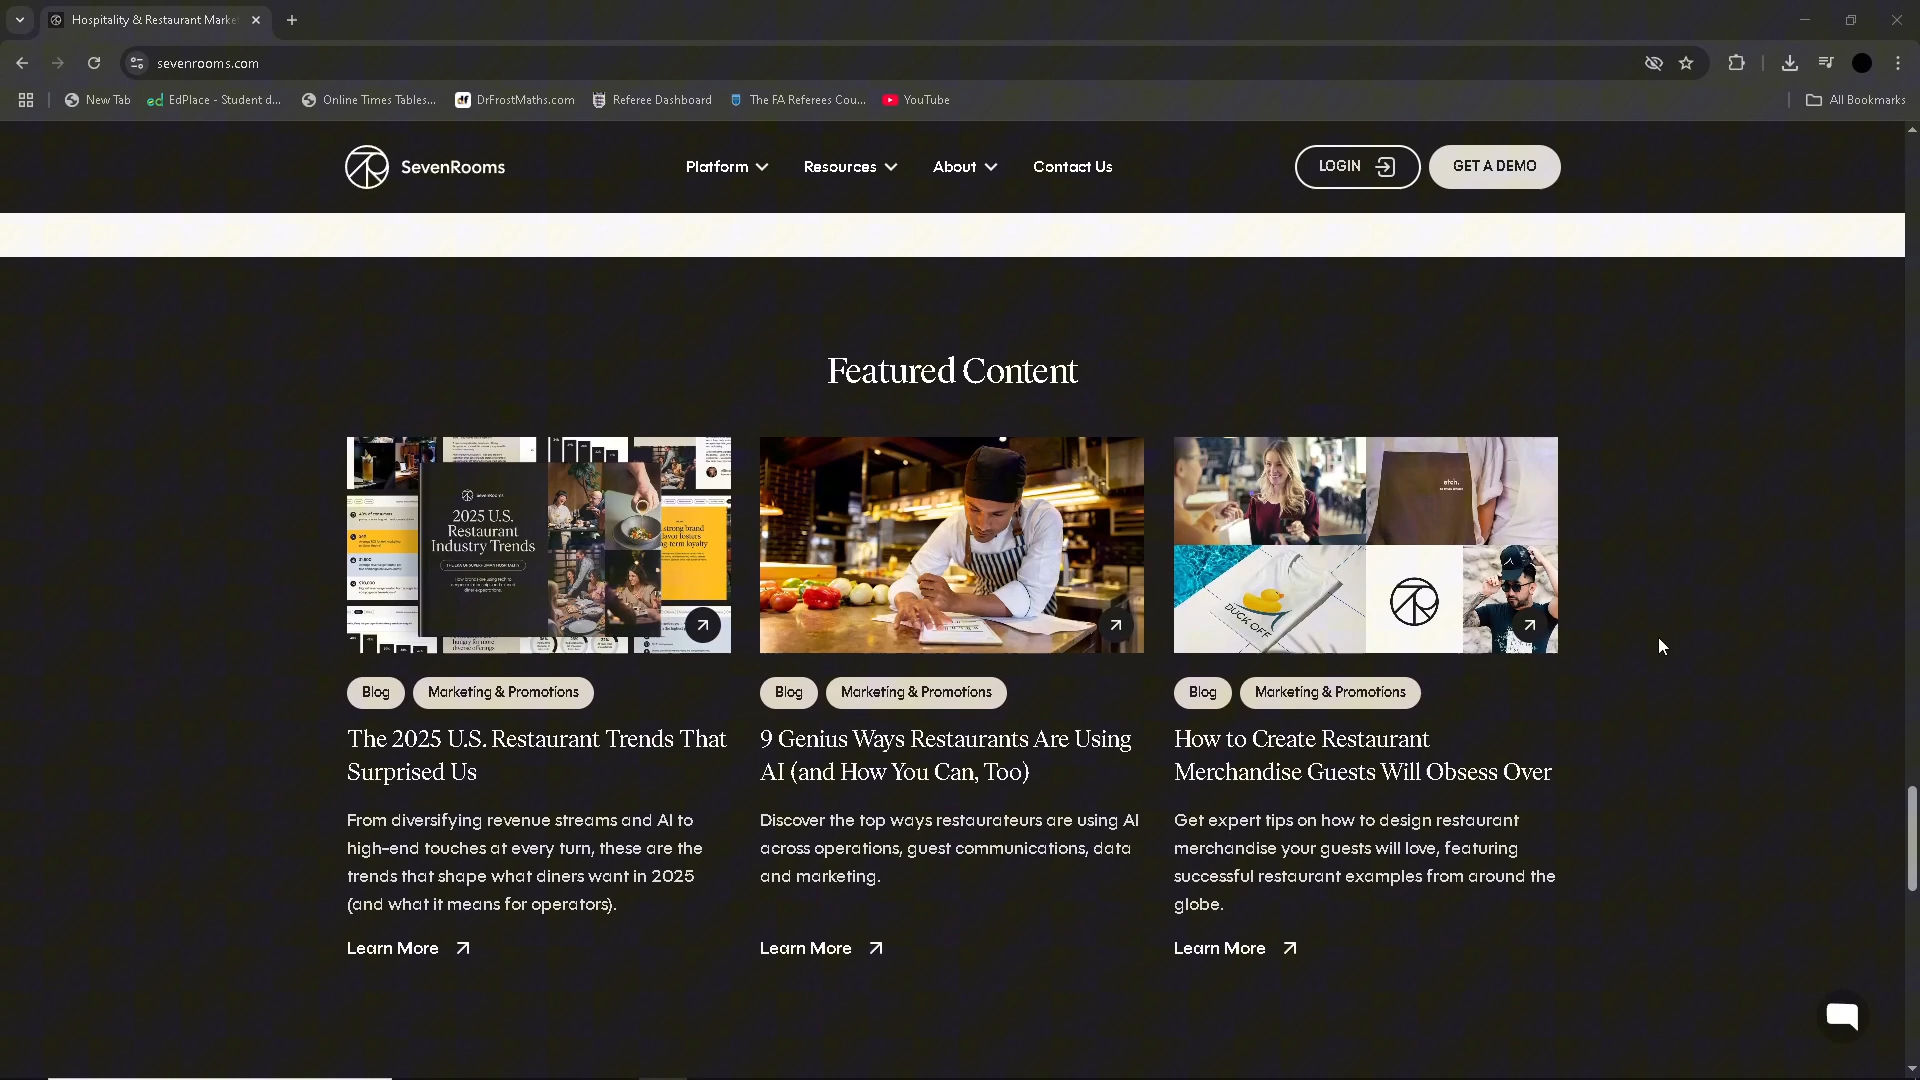 Hospitality & Restaurant Marke
sevenrooms.com
New Tab
EdPlace - Student d...
Online Times Tables...
DrFrostMaths.com
Referee Dashboard
The FA Referees Cou...
YouTube
All Bookmarks
SevenRooms
Platform
Resources
About
Contact Us
LOGIN
GET A DEMO
Featured Content
SevenRooms
2025 U.S.
Restaurant
Industry Trends
strong brand
etch.
DUCK OFF
Blog
Marketing & Promotions
The 2025 U.S. Restaurant Trends That
Surprised Us
From diversifying revenue streams and AI to
high-end touches at every turn, these are the
trends that shape what diners want in 2025
(and what it means for operators).
Learn More
Blog
Marketing & Promotions
9 Genius Ways Restaurants Are Using
AI (and How You Can, Too)
Discover the top ways restaurateurs are using AI
across operations, guest communications, data
and marketing.
Learn More
Blog
Marketing & Promotions
How to Create Restaurant
Merchandise Guests Will Obsess Over
Get expert tips on how to design restaurant
merchandise your guests will love, featuring
successful restaurant examples from around the
globe.
Learn More